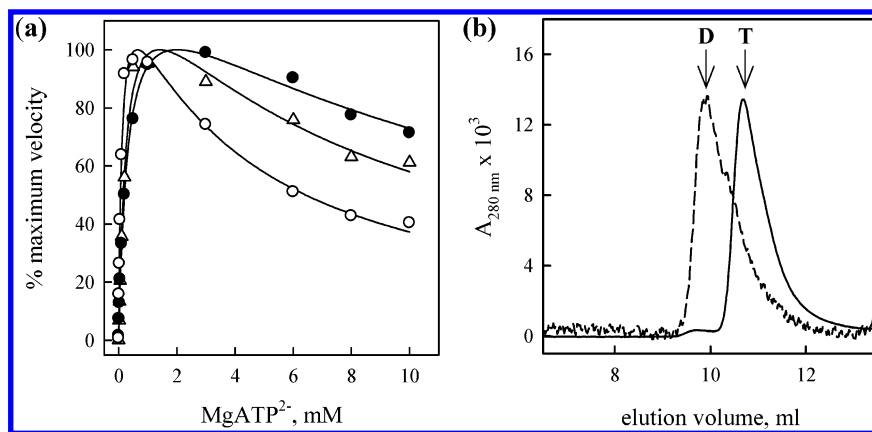 (a)
% maximum velocity
100
80
60
40
20
0
0 2 4 6 8 10
MgATP²⁻, mM
(b)
D T
A₂₈₀ ₙₘ x 10³
16
12
8
4
0
8 10 12
elution volume, ml